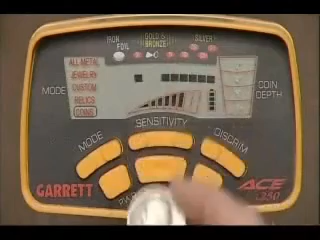 IRON FOIL GOLD & BRONZE SILVER
ALL METAL
JEWELRY
CUSTOM
RELICS
COINS
MODE
COIN DEPTH
SENSITIVITY
MODE
DISCRIM
GARRETT
ACE
250